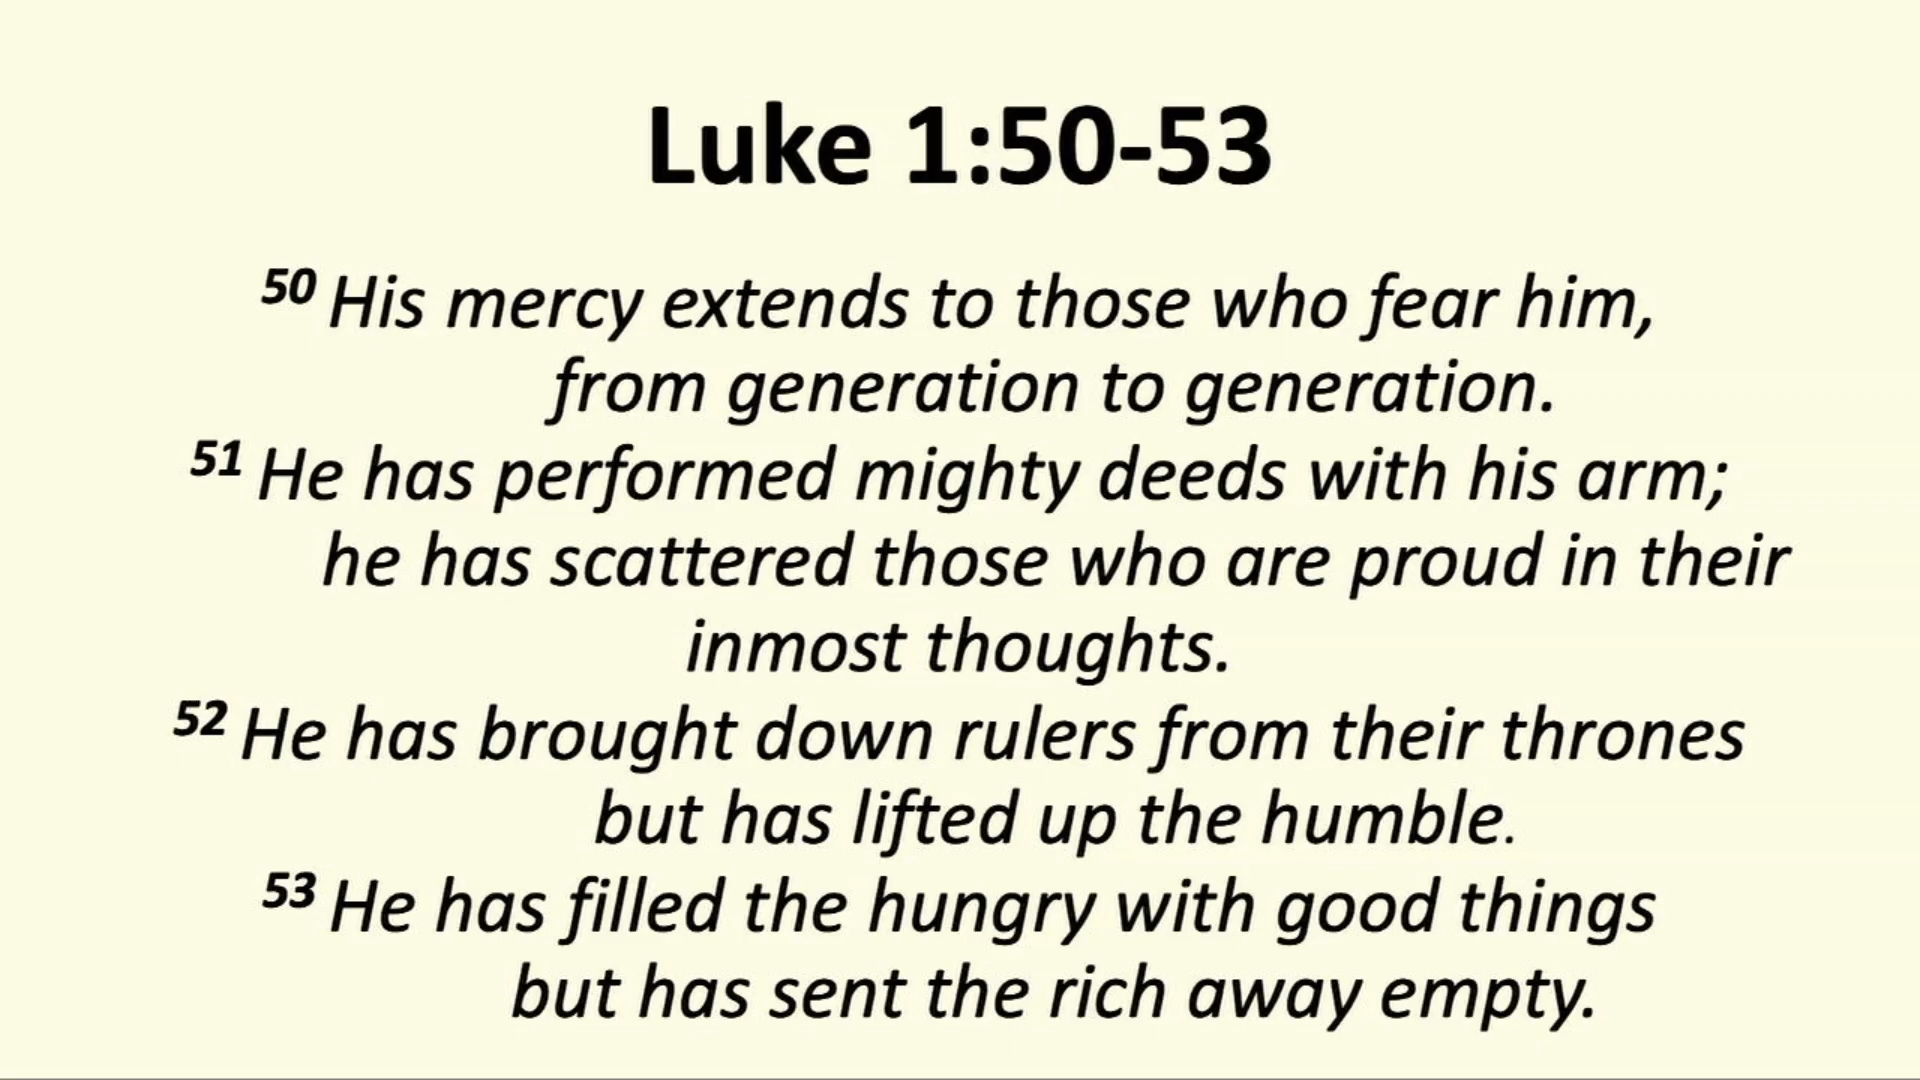 Luke 1:50-53
50 His mercy extends to those who fear him,
from generation to generation.
51 He has performed mighty deeds with his arm;
he has scattered those who are proud in their
inmost thoughts.
52 He has brought down rulers from their thrones
but has lifted up the humble.
53 He has filled the hungry with good things
but has sent the rich away empty.